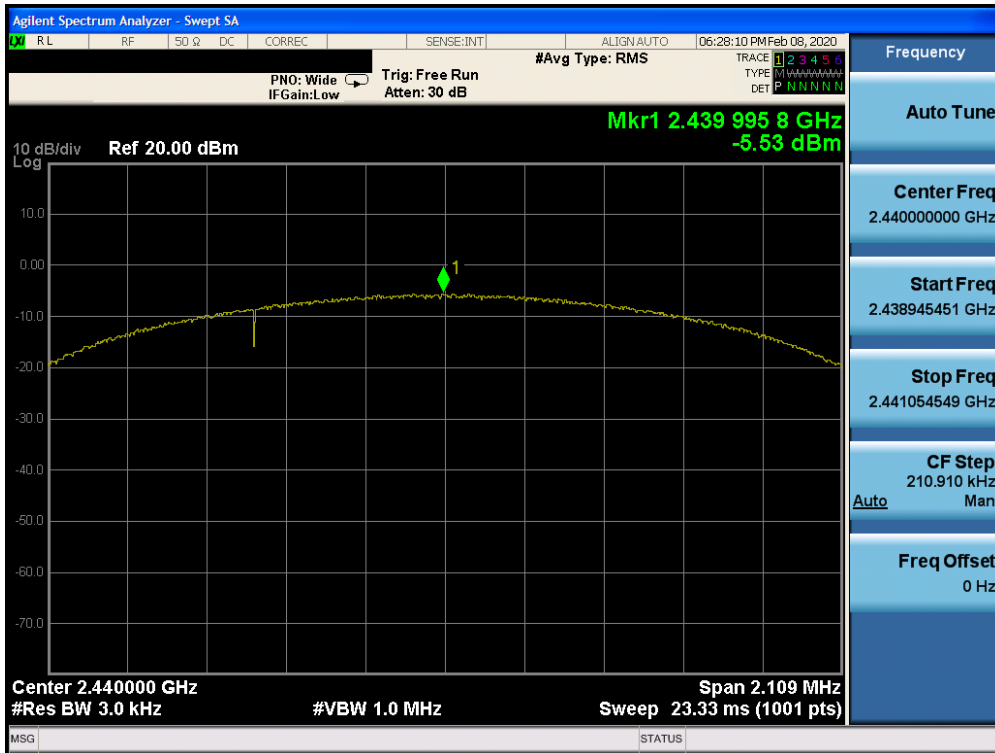 Agilent Spectrum Analyzer - Swept SA
LXI RL RF 50 Ω DC CORREC SENSE:INT ALIGN AUTO 06:28:10 PM Feb 08, 2020
#Avg Type: RMS TRACE 1 2 3 4 5 6
PNO: Wide Trig: Free Run TYPE M WWWWW
IFGain:Low Atten: 30 dB DET P N N N N N
Mkr1 2.439 995 8 GHz
-5.53 dBm
10 dB/div Ref 20.00 dBm
Log
10.0
0.00
1
-10.0
-20.0
-30.0
-40.0
-50.0
-60.0
-70.0
Center 2.440000 GHz Span 2.109 MHz
#Res BW 3.0 kHz #VBW 1.0 MHz Sweep 23.33 ms (1001 pts)
MSG STATUS
Frequency
Auto Tune
Center Freq
2.440000000 GHz
Start Freq
2.438945451 GHz
Stop Freq
2.441054549 GHz
CF Step
210.910 kHz
Auto Man
Freq Offset
0 Hz